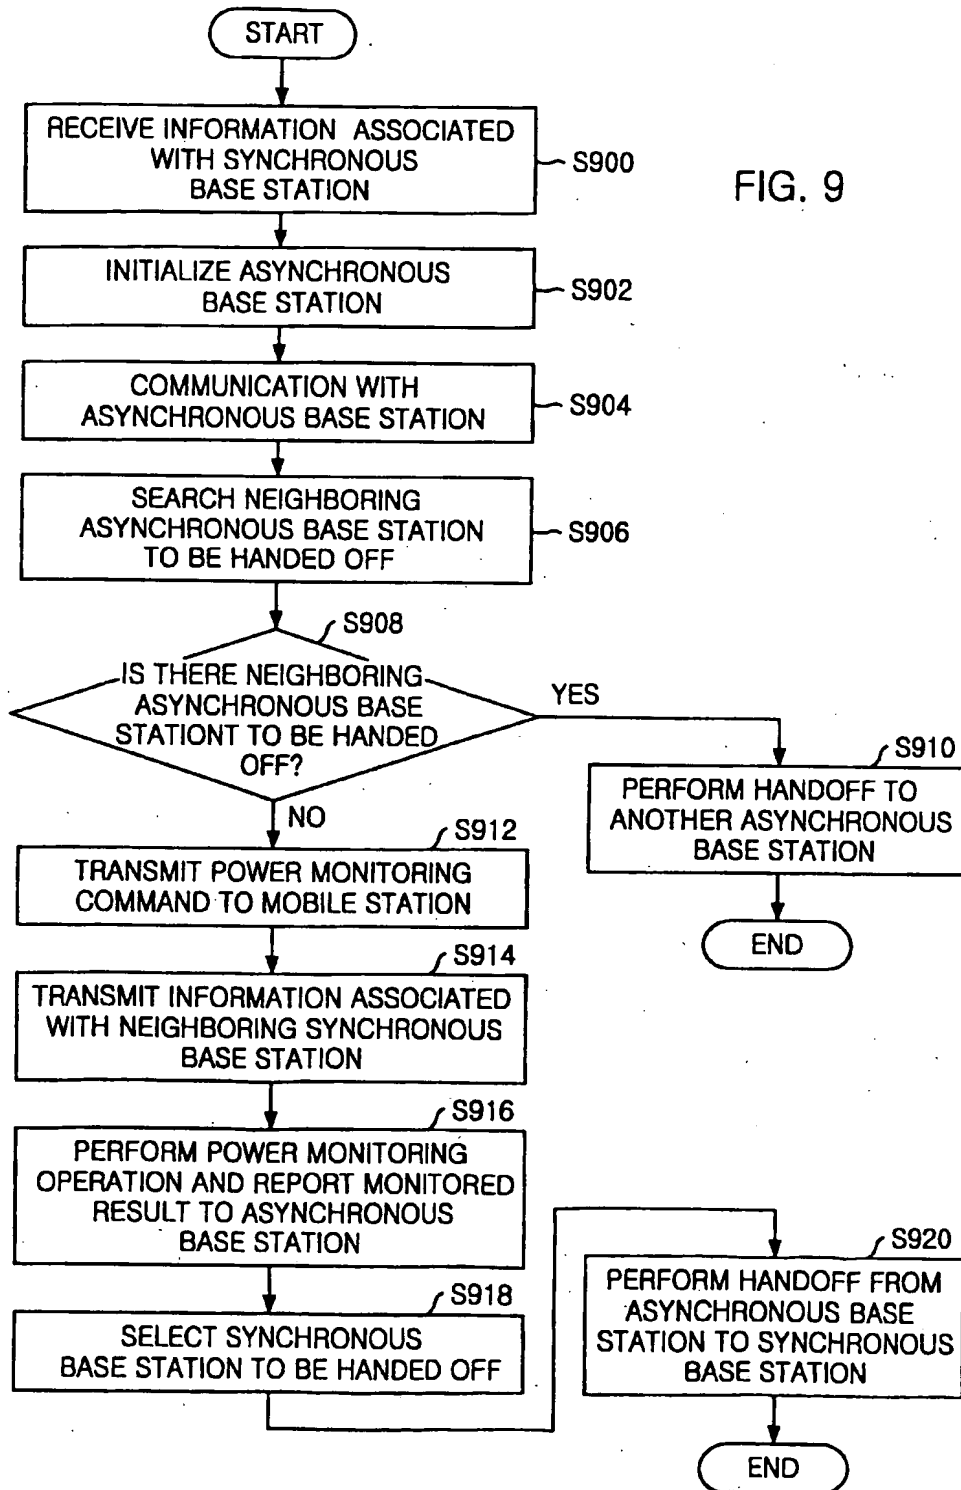 START
RECEIVE INFORMATION ASSOCIATED
WITH SYNCHRONOUS
BASE STATION
S900
FIG. 9
INITIALIZE ASYNCHRONOUS
BASE STATION
S902
COMMUNICATION WITH
ASYNCHRONOUS BASE STATION
S904
SEARCH NEIGHBORING
ASYNCHRONOUS BASE STATION
TO BE HANDED OFF
S906
S908
IS THERE NEIGHBORING
ASYNCHRONOUS BASE
STATIONT TO BE HANDED
OFF?
YES
S910
PERFORM HANDOFF TO
ANOTHER ASYNCHRONOUS
BASE STATION
END
NO
S912
TRANSMIT POWER MONITORING
COMMAND TO MOBILE STATION
S914
TRANSMIT INFORMATION ASSOCIATED
WITH NEIGHBORING SYNCHRONOUS
BASE STATION
S916
PERFORM POWER MONITORING
OPERATION AND REPORT MONITORED
RESULT TO ASYNCHRONOUS
BASE STATION
S918
SELECT SYNCHRONOUS
BASE STATION TO BE HANDED OFF
S920
PERFORM HANDOFF FROM
ASYNCHRONOUS BASE
STATION TO SYNCHRONOUS
BASE STATION
END